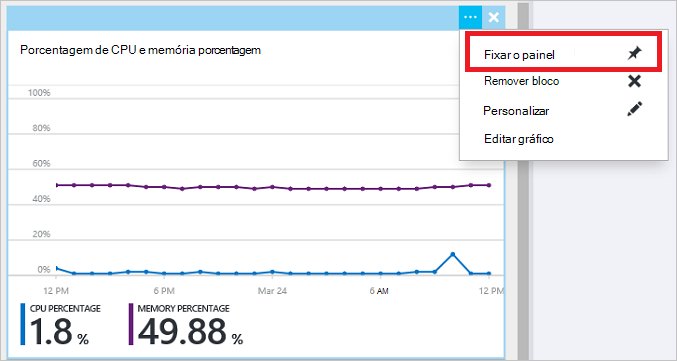 ...
Porcentagem de CPU e memória porcentagem
Fixar o painel
Remover bloco
Personalizar
Editar gráfico
100%
80%
60%
40%
20%
0%
12 PM 6 PM Mar 24 6 AM 12 PM
CPU PERCENTAGE MEMORY PERCENTAGE
1.8 % 49.88 %